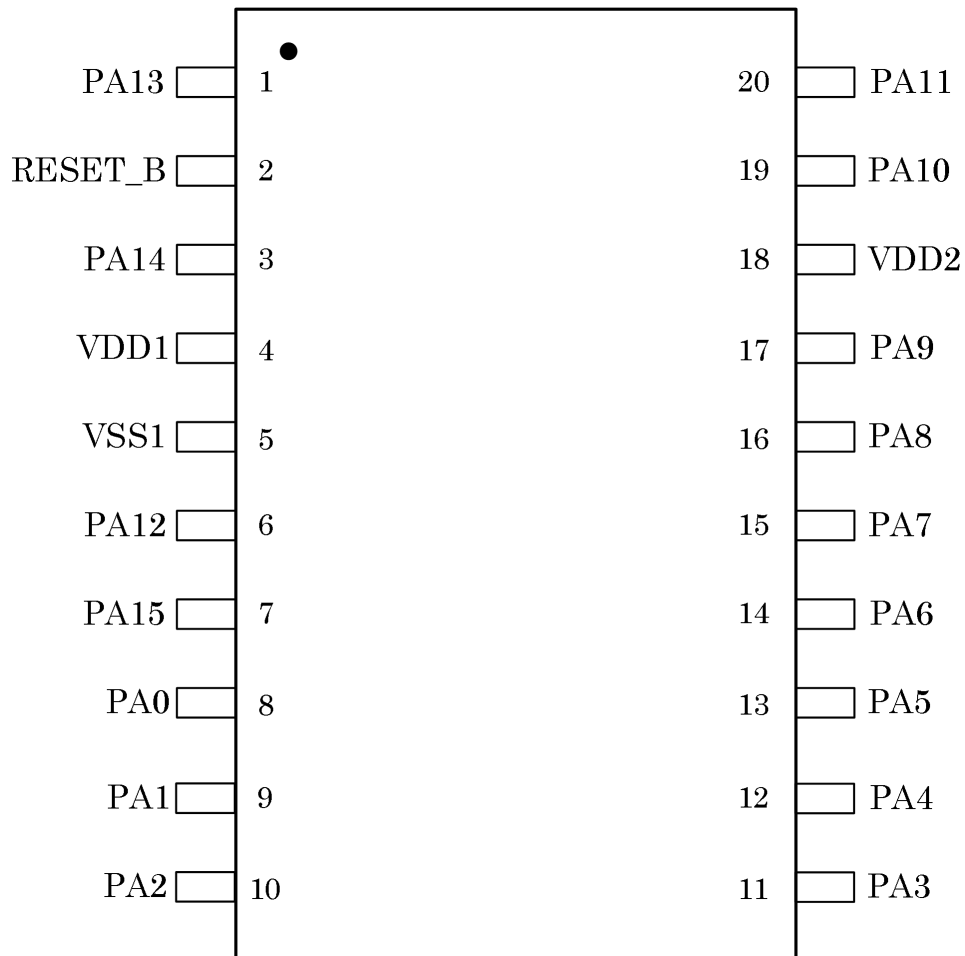 PA13 1 20 PA11
RESET_B 2 19 PA10
PA14 3 18 VDD2
VDD1 4 17 PA9
VSS1 5 16 PA8
PA12 6 15 PA7
PA15 7 14 PA6
PA0 8 13 PA5
PA1 9 12 PA4
PA2 10 11 PA3